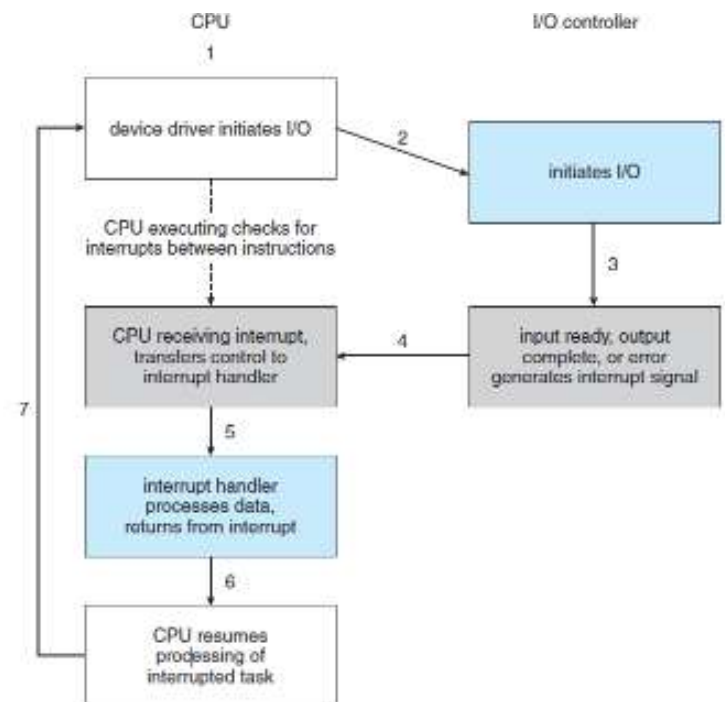 CPU
I/O controller
1
device driver initiates I/O
2
initiates I/O
CPU executing checks for
interrupts between instructions
3
CPU receiving interrupt,
transfers control to
interrupt handler
4
input ready, output
complete, or error
generates interrupt signal
7
5
interrupt handler
processes data,
returns from interrupt
6
CPU resumes
processing of
interrupted task